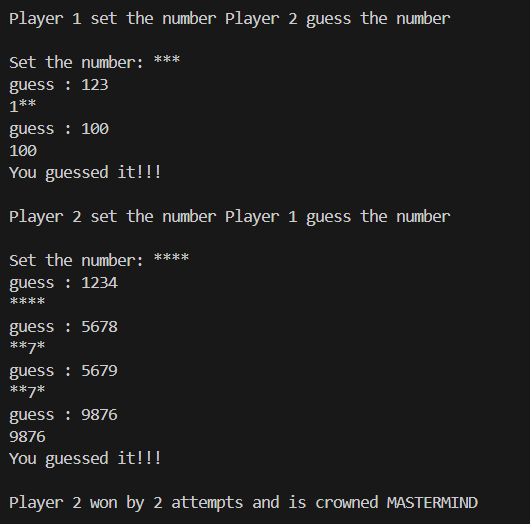 Player 1 set the number Player 2 guess the number
Set the number: ***
guess : 123
1**
guess : 100
100
You guessed it!!!
Player 2 set the number Player 1 guess the number
Set the number: ****
guess : 1234
****
guess : 5678
**7*
guess : 5679
**7*
guess : 9876
9876
You guessed it!!!
Player 2 won by 2 attempts and is crowned MASTERMIND